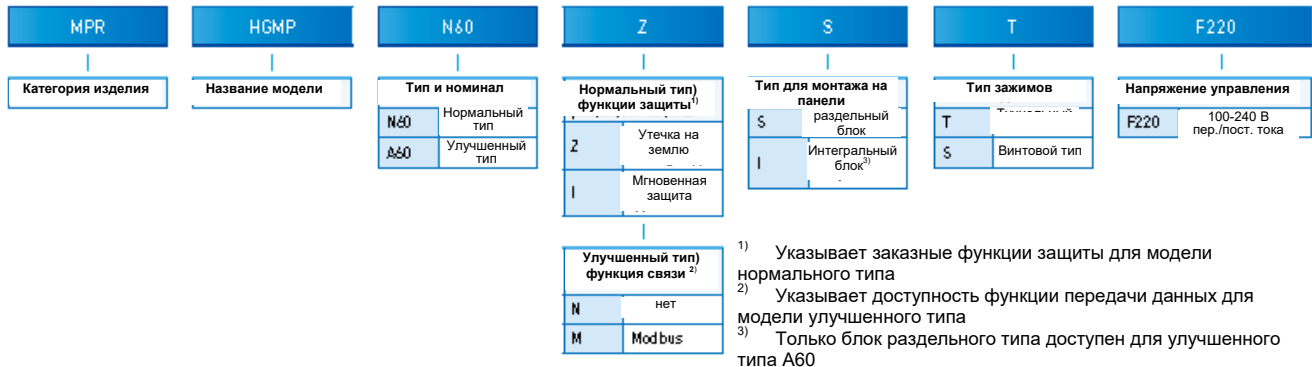 MPR
HGMP
N60
Z
S
T
F220
Категория изделия
Название модели
Тип и номинал
N60
Нормальный
тип
A60
Улучшенный
тип
Нормальный тип)
функции защиты1)
Z
Утечка на
землю
I
Мгновенная
защита
Улучшенный тип)
функция связи 2)
N
нет
M
Modbus
Тип для монтажа на
панели
S
раздельный
блок
I
Интегральный
блок3)
Тип зажимов
T
S
Винтовой тип
Напряжение управления
F220
100-240 В
пер./пост. тока
1) Указывает заказные функции защиты для модели
нормального типа
2) Указывает доступность функции передачи данных для
модели улучшенного типа
3) Только блок раздельного типа доступен для улучшенного
типа A60